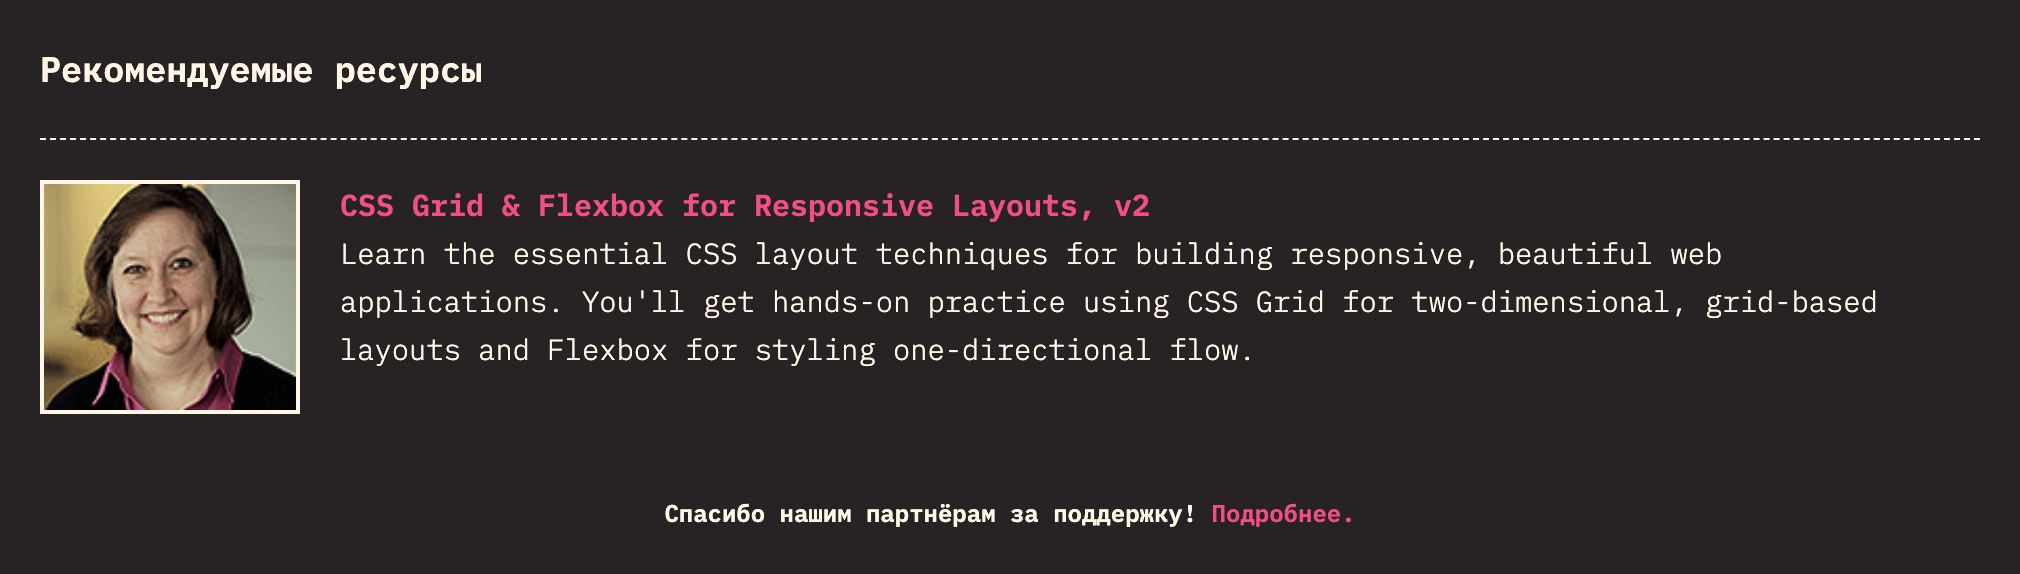 Рекомендуемые ресурсы
CSS Grid & Flexbox for Responsive Layouts, v2
Learn the essential CSS layout techniques for building responsive, beautiful web
applications. You'll get hands-on practice using CSS Grid for two-dimensional, grid-based
layouts and Flexbox for styling one-directional flow.
Спасибо нашим партнёрам за поддержку! Подробнее.